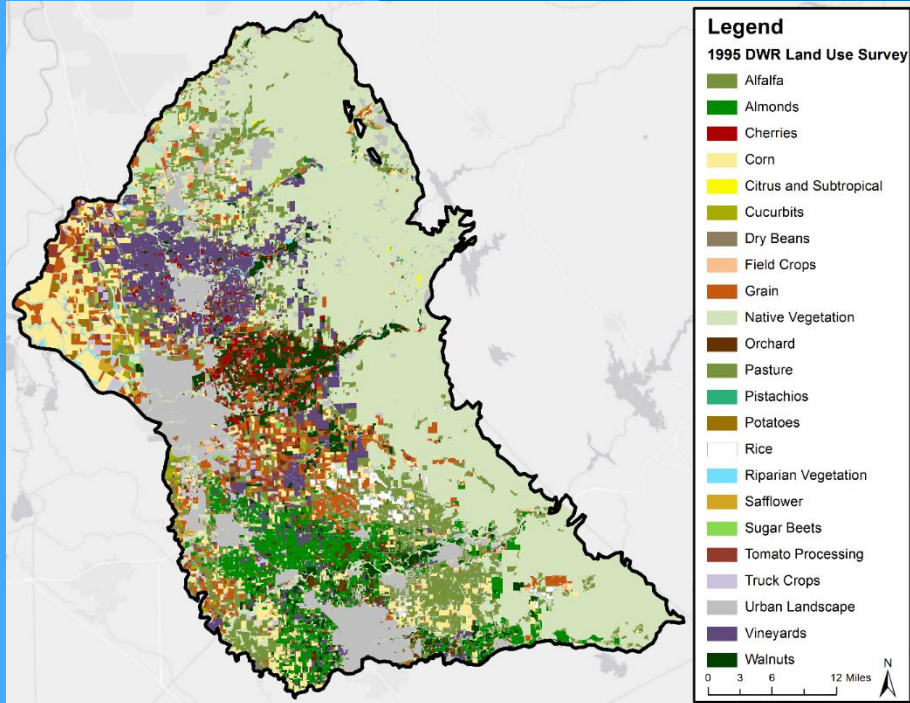 Legend
1995 DWR Land Use Survey
Alfalfa
Almonds
Cherries
Corn
Citrus and Subtropical
Cucurbits
Dry Beans
Field Crops
Grain
Native Vegetation
Orchard
Pasture
Pistachios
Potatoes
Rice
Riparian Vegetation
Safflower
Sugar Beets
Tomato Processing
Truck Crops
Urban Landscape
Vineyards
Walnuts
N
0 3 6 12 Miles